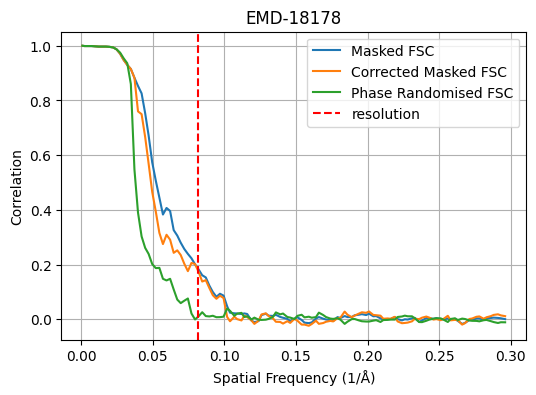 EMD-18178
Masked FSC
Corrected Masked FSC
Phase Randomised FSC
resolution
Correlation
1.0
0.8
0.6
0.4
0.2
0.0
0.00 0.05 0.10 0.15 0.20 0.25 0.30
Spatial Frequency (1/Å)